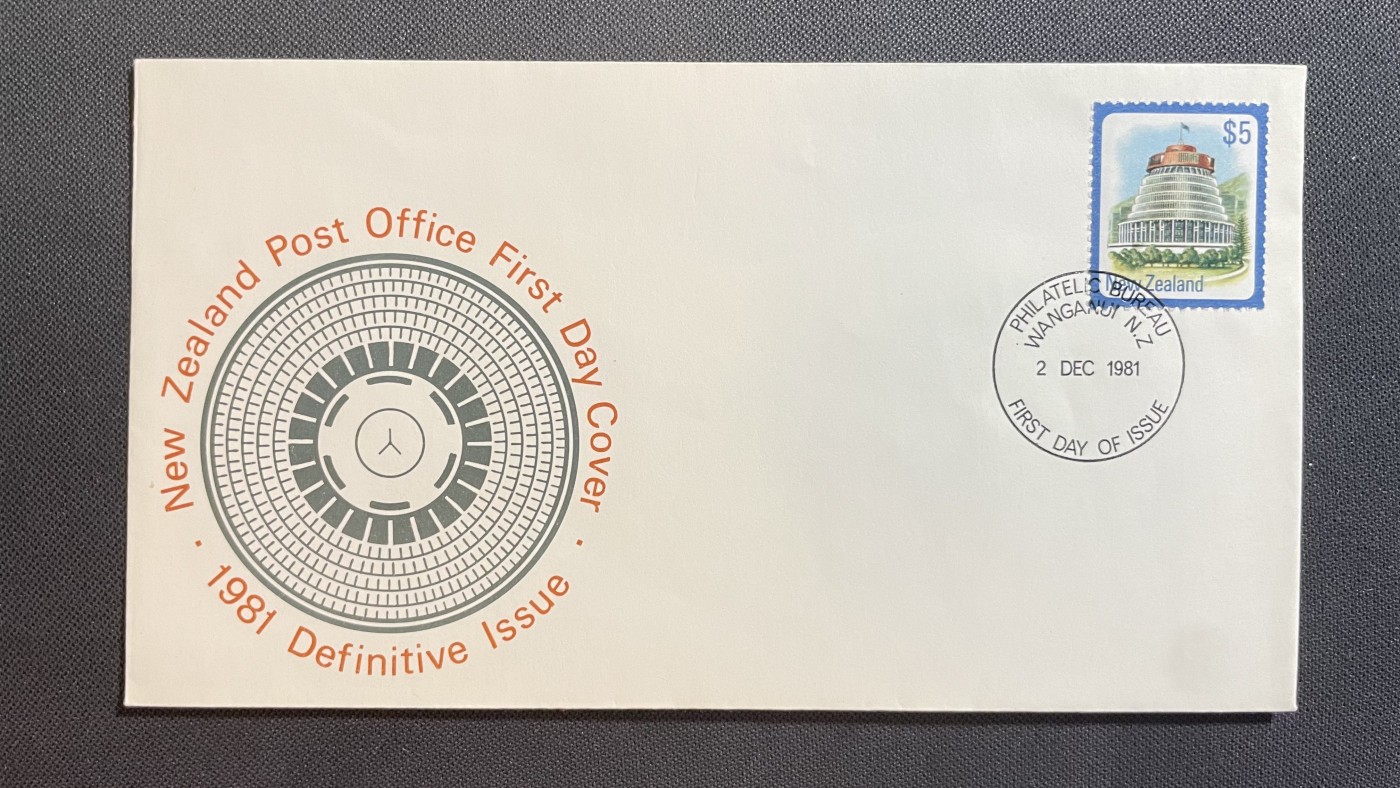 New Zealand Post Office First Day Cover
· 1981 Definitive Issue ·
$5
New Zealand
PHILATELIC BUREAU
WANGANUI N.Z
2 DEC 1981
FIRST DAY OF ISSUE